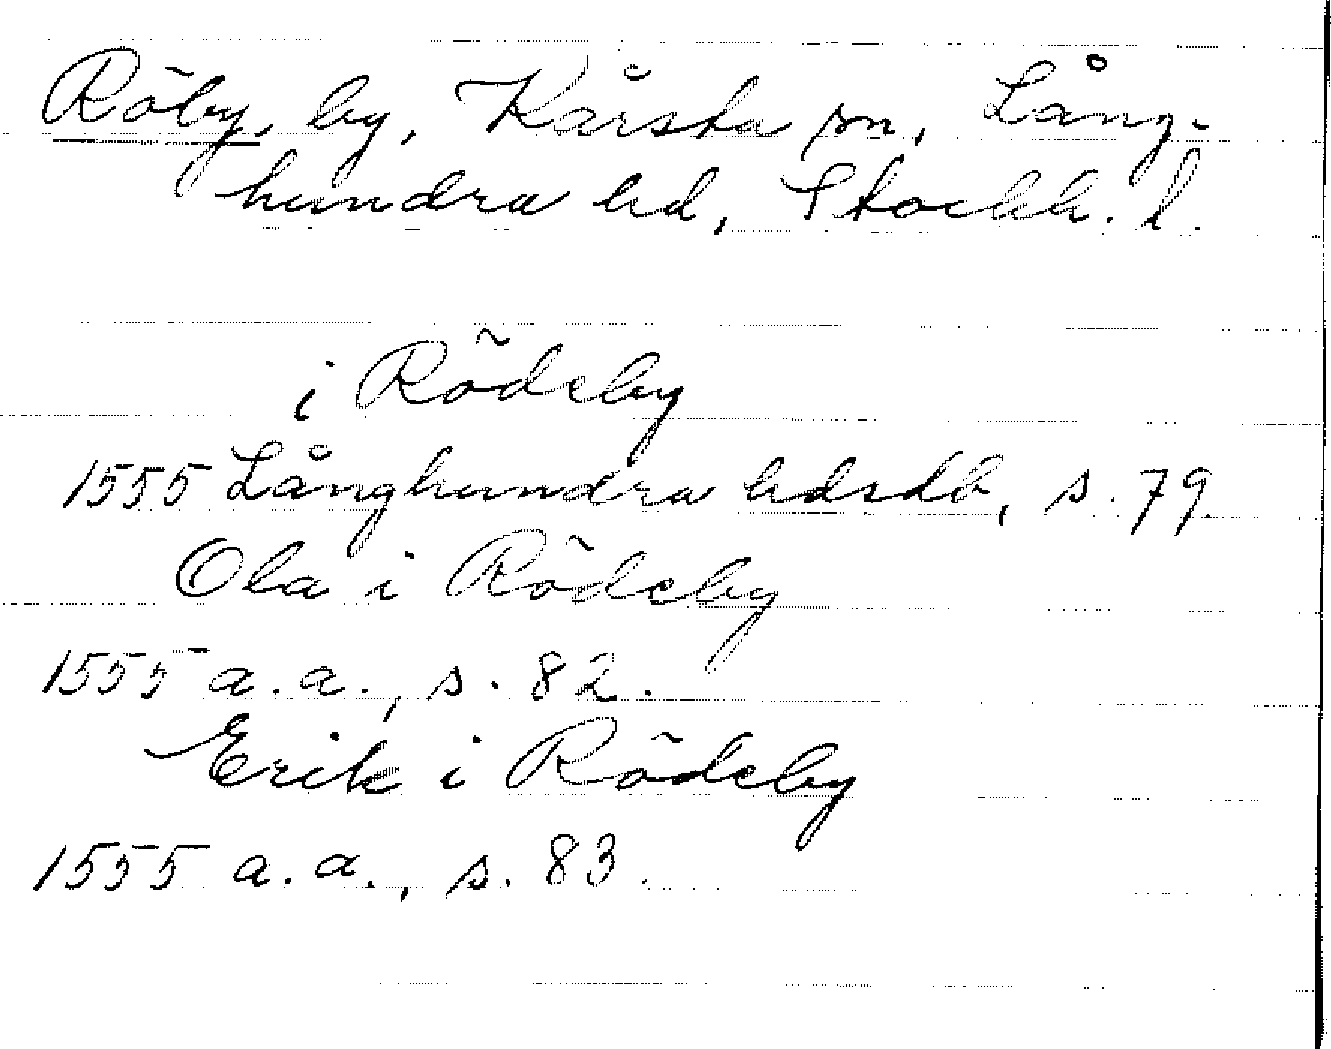 Röby, by, Kårsta sn, Lång-
hundra hd, Stockh. l.
i Rödeby
1555 Långhundra hdsdb, s. 79.
Ola i Rödeby
1555 a.a., s. 82.
Erik i Rödeby
1555 a.a., s. 83.